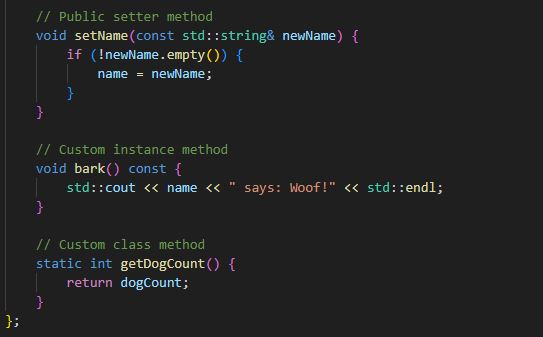 // Public setter method
void setName(const std::string& newName) {
if (!newName.empty()) {
name = newName;
}
}
// Custom instance method
void bark() const {
std::cout << name << " says: Woof!" << std::endl;
}
// Custom class method
static int getDogCount() {
return dogCount;
}
};